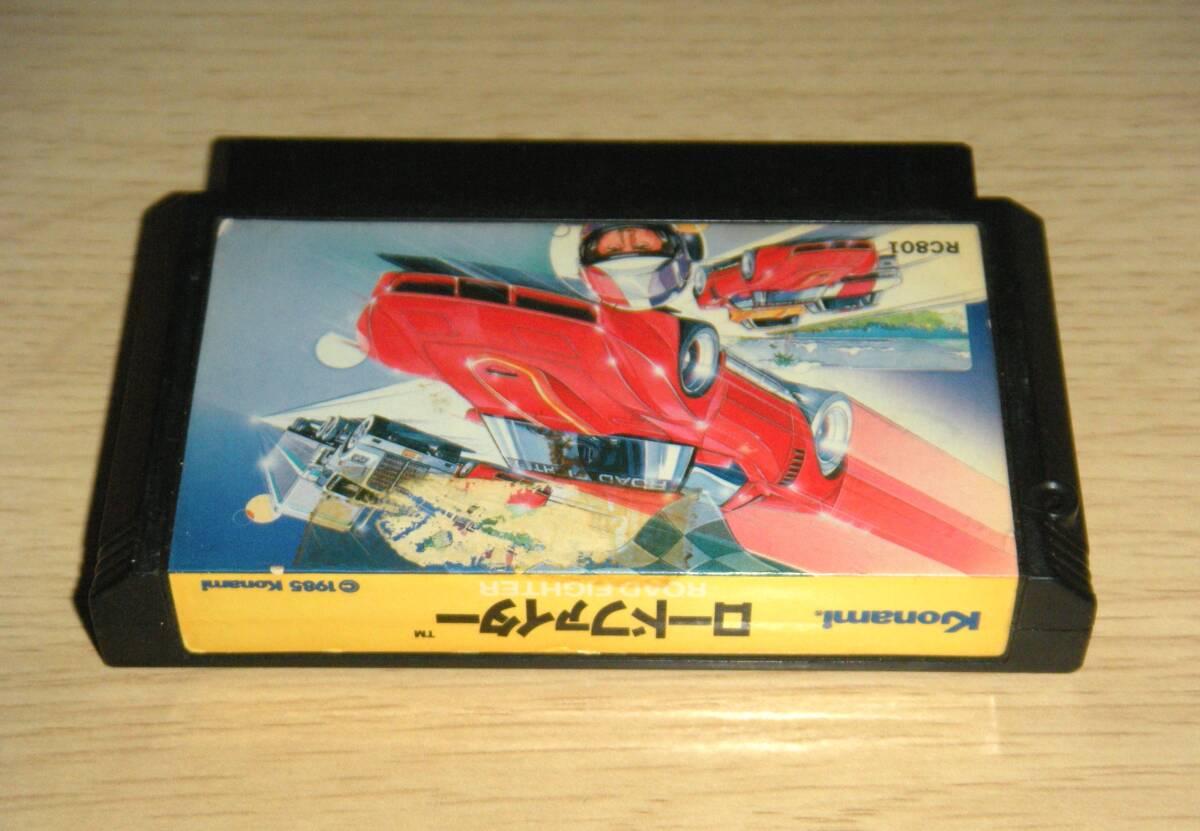 Konami
ロードファイター™
ROAD FIGHTER
© 1985 Konami
RC801